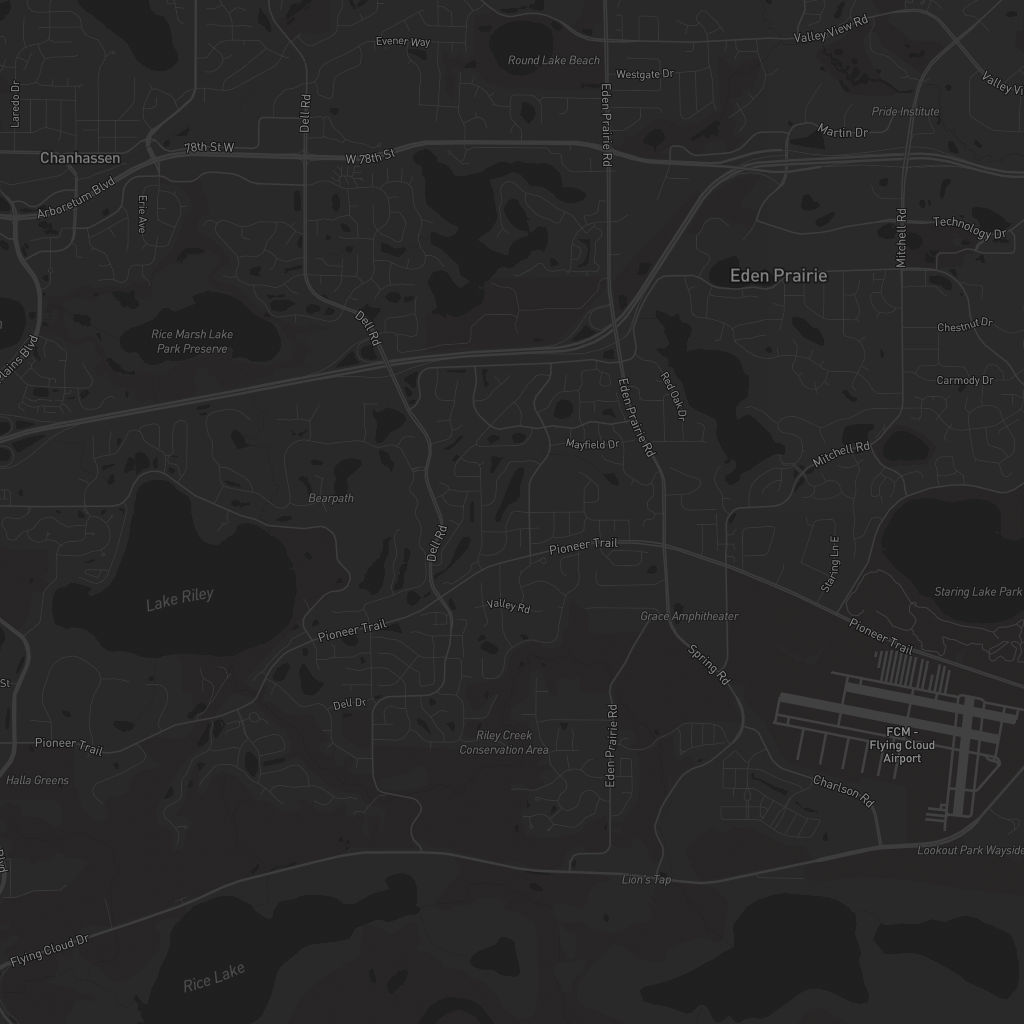 Valley View Rd
Evener Way
Round Lake Beach
Westgate Dr
Valley Vi
Laredo Dr
Dell Rd
Eden Prairie Rd
Pride Institute
Martin Dr
78th St W
W 78th St
Chanhassen
Arboretum Blvd
Erie Ave
Mitchell Rd
Technology Dr
Eden Prairie
Rice Marsh Lake
Park Preserve
Dell Rd
Chestnut Dr
Plains Blvd
Carmody Dr
Red Oak Dr
Eden Prairie Rd
Mayfield Dr
Mitchell Rd
Bearpath
Dell Rd
Pioneer Trail
Staring Ln E
Lake Riley
Staring Lake Park
Valley Rd
Grace Amphitheater
Pioneer Trail
Pioneer Trail
Spring Rd
St
Dell Dr
Eden Prairie Rd
Riley Creek
Conservation Area
FCM -
Flying Cloud
Airport
Pioneer Trail
Halla Greens
Charlson Rd
Lookout Park Wayside
Blvd
Lion's Tap
Flying Cloud Dr
Rice Lake